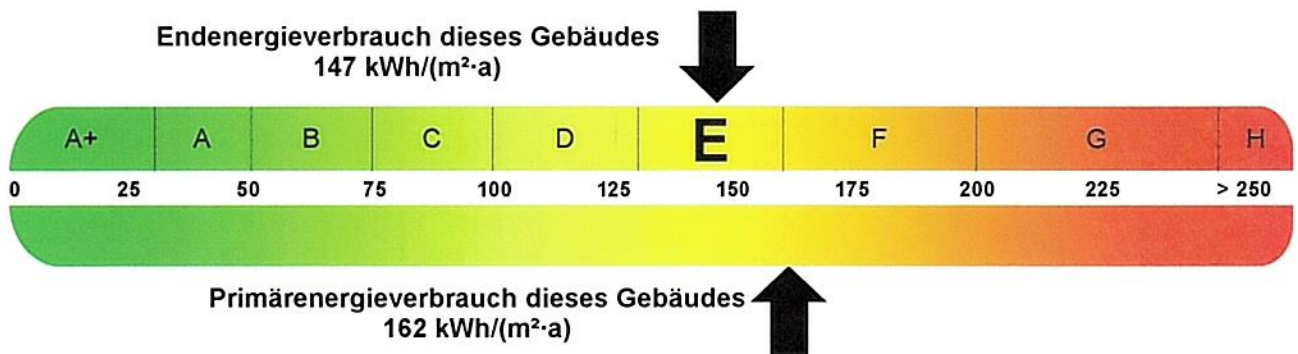 Endenergieverbrauch dieses Gebäudes
147 kWh/(m²·a)
A+ A B C D E F G H
0 25 50 75 100 125 150 175 200 225 > 250
Primärenergieverbrauch dieses Gebäudes
162 kWh/(m²·a)